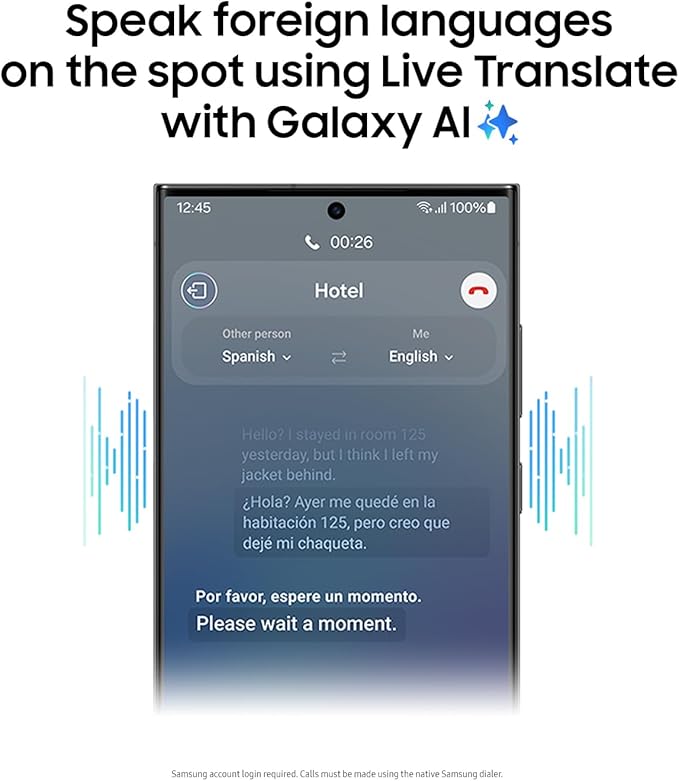 Speak foreign languages
on the spot using Live Translate
with Galaxy AI
12:45
100%
00:26
Hotel
Other person
Me
Spanish
English
Hello? I stayed in room 125
yesterday, but I think I left my
jacket behind.
¿Hola? Ayer me quedé en la
habitación 125, pero creo que
dejé mi chaqueta.
Por favor, espere un momento.
Please wait a moment.
Samsung account login required. Calls must be made using the native Samsung dialer.